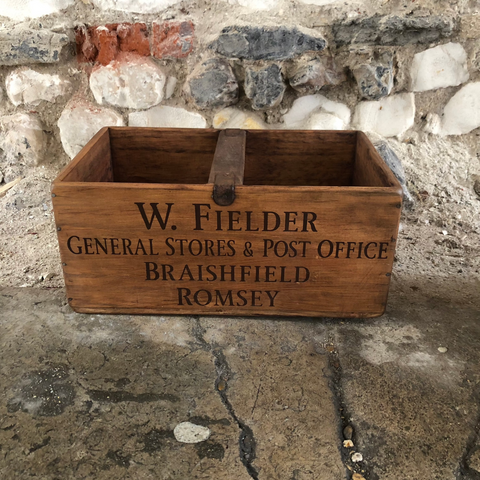 W. Fielder
General Stores & Post Office
Braishfield
Romsey